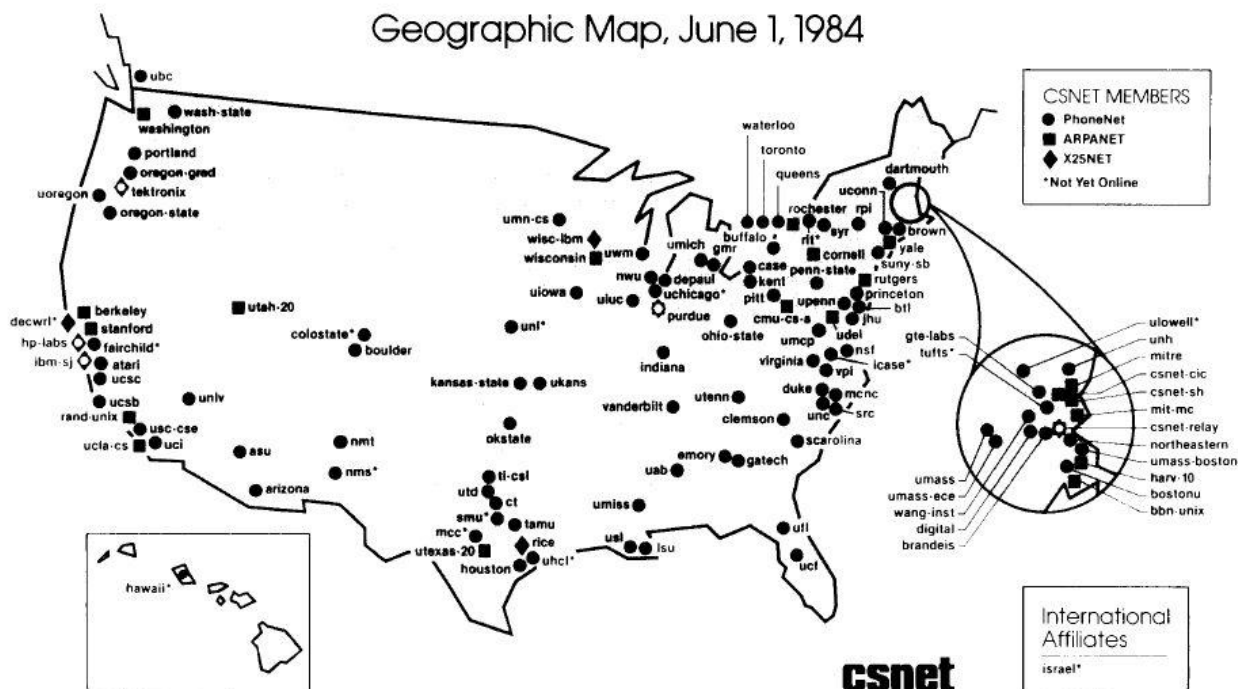 Geographic Map, June 1, 1984
ubc
wash-state
washington
portland
oregon-grad
tektronix
uoregon
oregon-state
berkeley
decwrl*
stanford
hp-labs
fairchild*
ibm-sj
atari
ucsc
ucsb
rand-unix
usc-cse
ucla-cs
uci
utah-20
univ
asu
arizona
colostate*
boulder
nmt
nms*
umn-cs
wisc-ibm
wisconsin
uwm
uiowa
nwu
depaul
uchicago*
uiuc
purdue
unl*
kansas-state
ukans
okstate
indiana
vanderbilt
ti-csl
utd
ct
smu*
tamu
mcc*
rice
utexas-20
uhcl*
houston
umiss
usl
lsu
uab
emory
gatech
utenn
clemson
scarolina
ufl
ucf
waterloo
toronto
queens
buffalo
rochester
rit*
syr
rpi
umich
gmr
case
kent
cornell
penn-state
pitt
cmu-cs-a
ohio-state
upenn
umcp
udel
jhu
btl
princeton
rutgers
suny-sb
yale
brown
uconn
dartmouth
nsf
icase*
virginia
vpi
duke
mcnc
unc
src
CSNET MEMBERS
PhoneNet
ARPANET
X25NET
*Not Yet Online
gte-labs
tufts*
ulowell*
unh
mitre
csnet-cic
csnet-sh
mit-mc
csnet-relay
northeastern
umass-boston
harv-10
bostonu
bbn-unix
umass
umass-ece
wang-inst
digital
brandeis
hawaii*
csnet
International
Affiliates
israel*